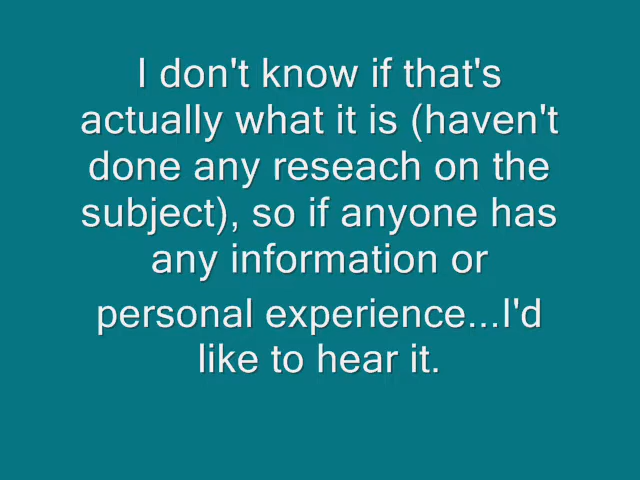 I don't know if that's
actually what it is (haven't
done any reseach on the
subject), so if anyone has
any information or
personal experience...I'd
like to hear it.